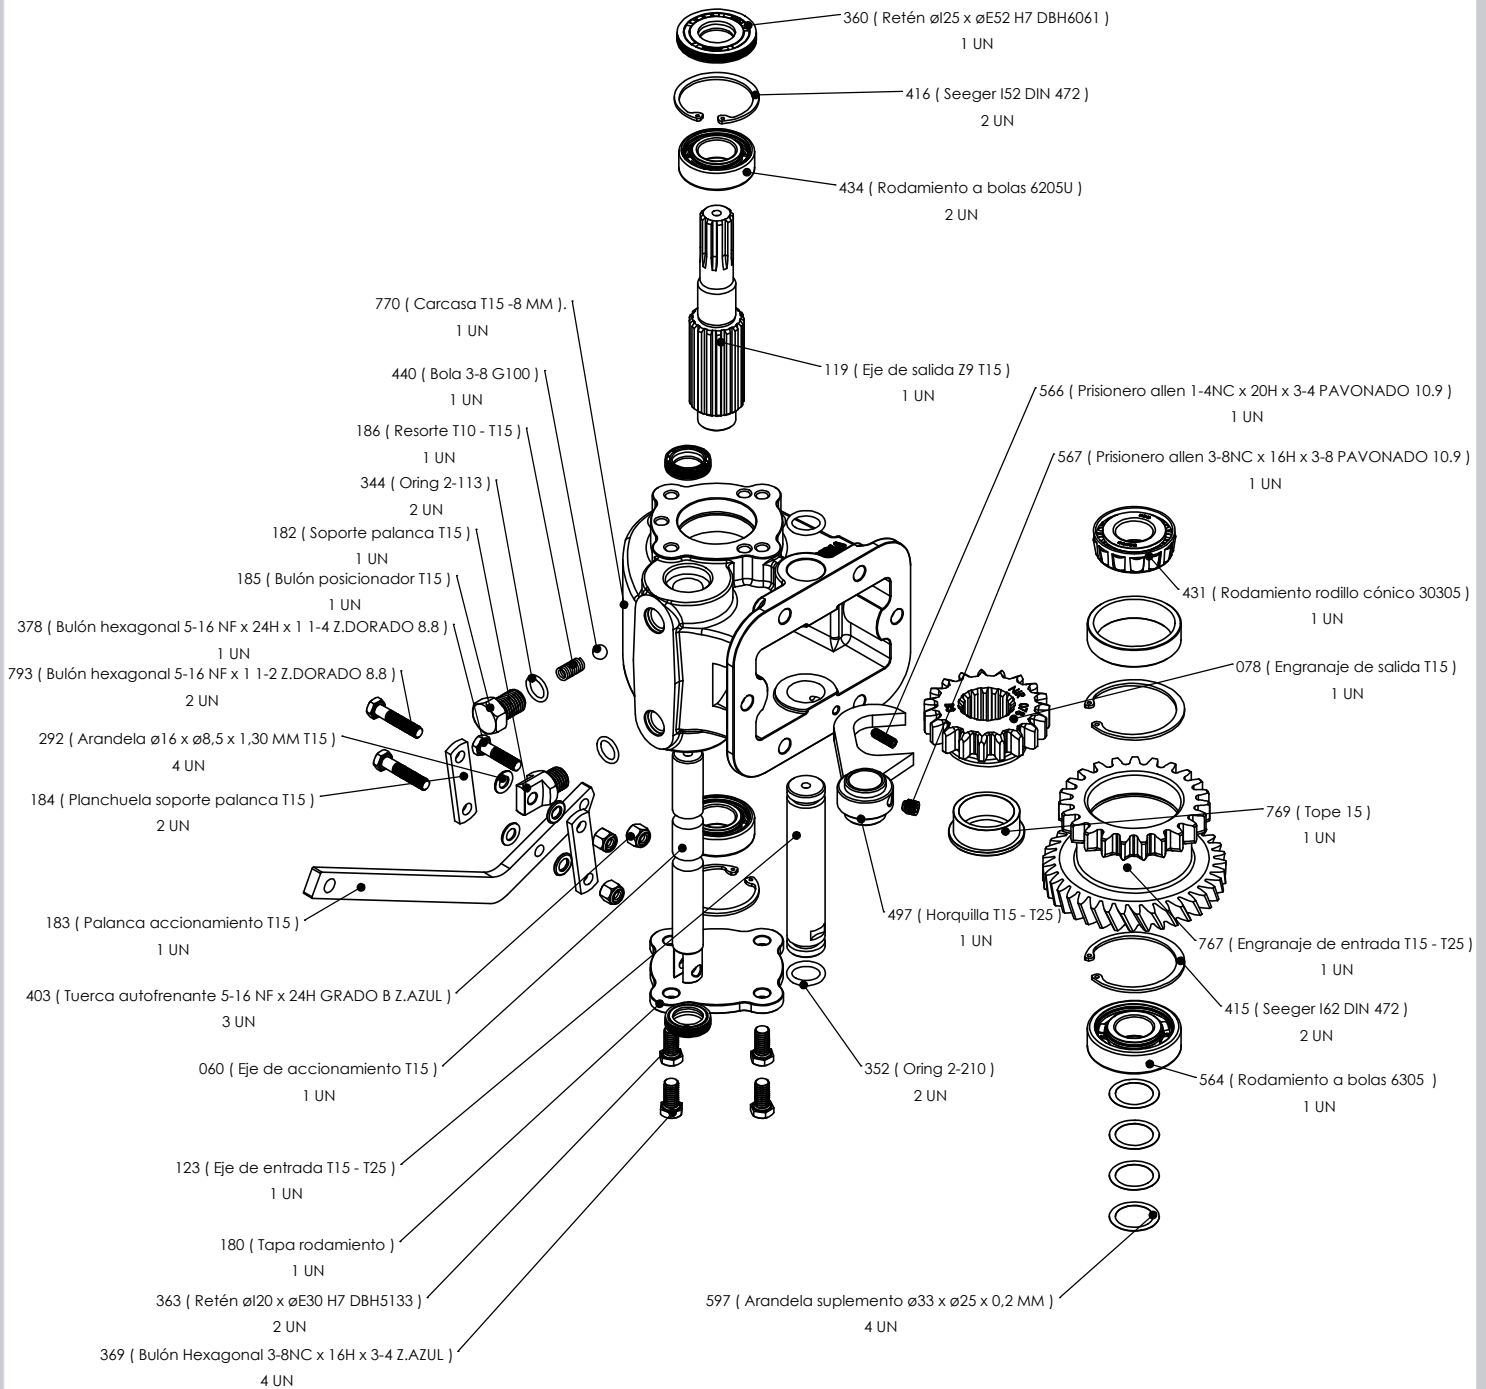 360 ( Retén øI25 x øE52 H7 DBH6061 )
1 UN
416 ( Seeger I52 DIN 472 )
2 UN
434 ( Rodamiento a bolas 6205U )
2 UN
770 ( Carcasa T15 -8 MM ).
1 UN
119 ( Eje de salida Z9 T15 )
1 UN
440 ( Bola 3-8 G100 )
1 UN
566 ( Prisionero allen 1-4NC x 20H x 3-4 PAVONADO 10.9 )
1 UN
186 ( Resorte T10 - T15 )
1 UN
567 ( Prisionero allen 3-8NC x 16H x 3-8 PAVONADO 10.9 )
1 UN
344 ( Oring 2-113 )
2 UN
182 ( Soporte palanca T15 )
1 UN
185 ( Bulón posicionador T15 )
1 UN
431 ( Rodamiento rodillo cónico 30305 )
1 UN
378 ( Bulón hexagonal 5-16 NF x 24H x 1 1-4 Z.DORADO 8.8 )
1 UN
793 ( Bulón hexagonal 5-16 NF x 1 1-2 Z.DORADO 8.8 )
2 UN
078 ( Engranaje de salida T15 )
1 UN
292 ( Arandela ø16 x ø8,5 x 1,30 MM T15 )
4 UN
184 ( Planchuela soporte palanca T15 )
2 UN
769 ( Tope 15 )
1 UN
183 ( Palanca accionamiento T15 )
1 UN
497 ( Horquilla T15 - T25 )
1 UN
767 ( Engranaje de entrada T15 - T25 )
1 UN
403 ( Tuerca autofrenante 5-16 NF x 24H GRADO B Z.AZUL )
3 UN
415 ( Seeger I62 DIN 472 )
2 UN
060 ( Eje de accionamiento T15 )
1 UN
352 ( Oring 2-210 )
2 UN
564 ( Rodamiento a bolas 6305 )
1 UN
123 ( Eje de entrada T15 - T25 )
1 UN
180 ( Tapa rodamiento )
1 UN
363 ( Retén øI20 x øE30 H7 DBH5133 )
2 UN
597 ( Arandela suplemento ø33 x ø25 x 0,2 MM )
4 UN
369 ( Bulón Hexagonal 3-8NC x 16H x 3-4 Z.AZUL )
4 UN